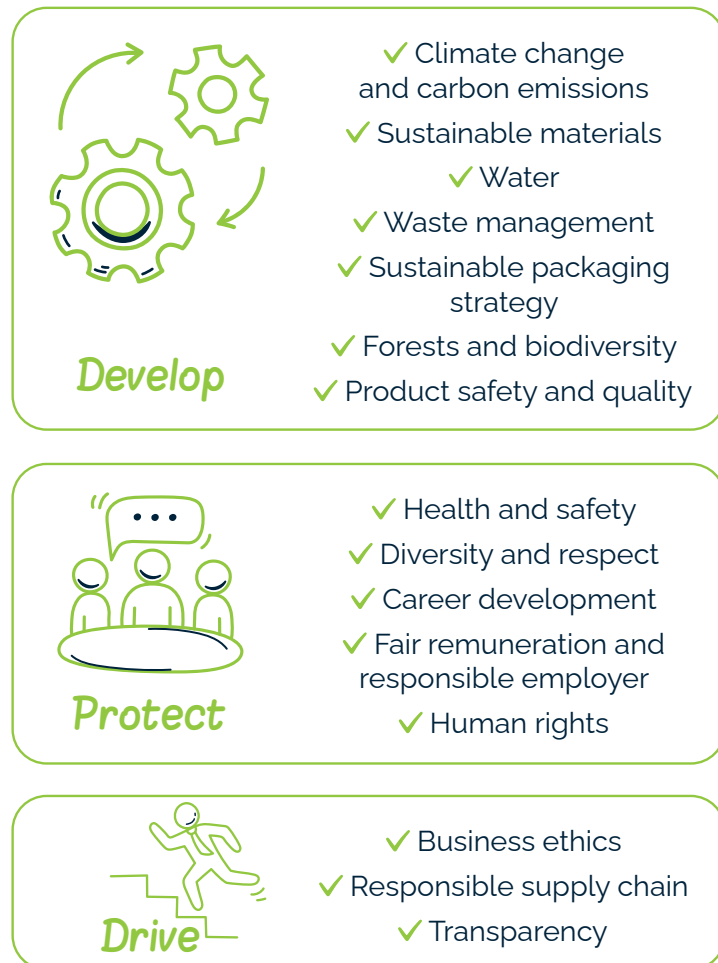 ✓ Climate change
and carbon emissions
✓ Sustainable materials
✓ Water
✓ Waste management
✓ Sustainable packaging
strategy
✓ Forests and biodiversity
✓ Product safety and quality
Develop
✓ Health and safety
✓ Diversity and respect
✓ Career development
✓ Fair remuneration and
responsible employer
✓ Human rights
Protect
✓ Business ethics
✓ Responsible supply chain
✓ Transparency
Drive